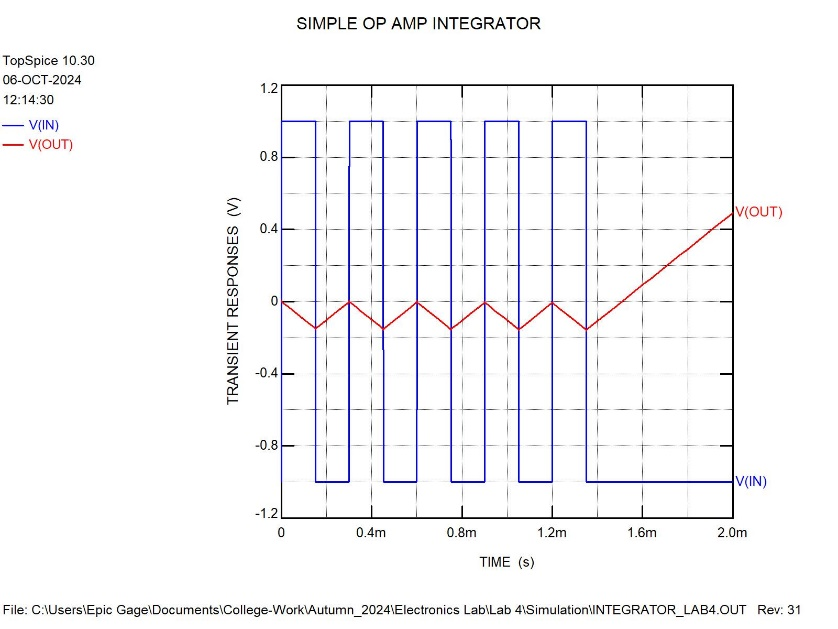 SIMPLE OP AMP INTEGRATOR
TopSpice 10.30
06-OCT-2024
12:14:30
V(IN)
V(OUT)
TRANSIENT RESPONSES (V)
1.2
0.8
0.4
0
-0.4
-0.8
-1.2
V(OUT)
V(IN)
0 0.4m 0.8m 1.2m 1.6m 2.0m
TIME (s)
File: C:\Users\Epic Gage\Documents\College-Work\Autumn_2024\Electronics Lab\Lab 4\Simulation\INTEGRATOR_LAB4.OUT Rev: 31